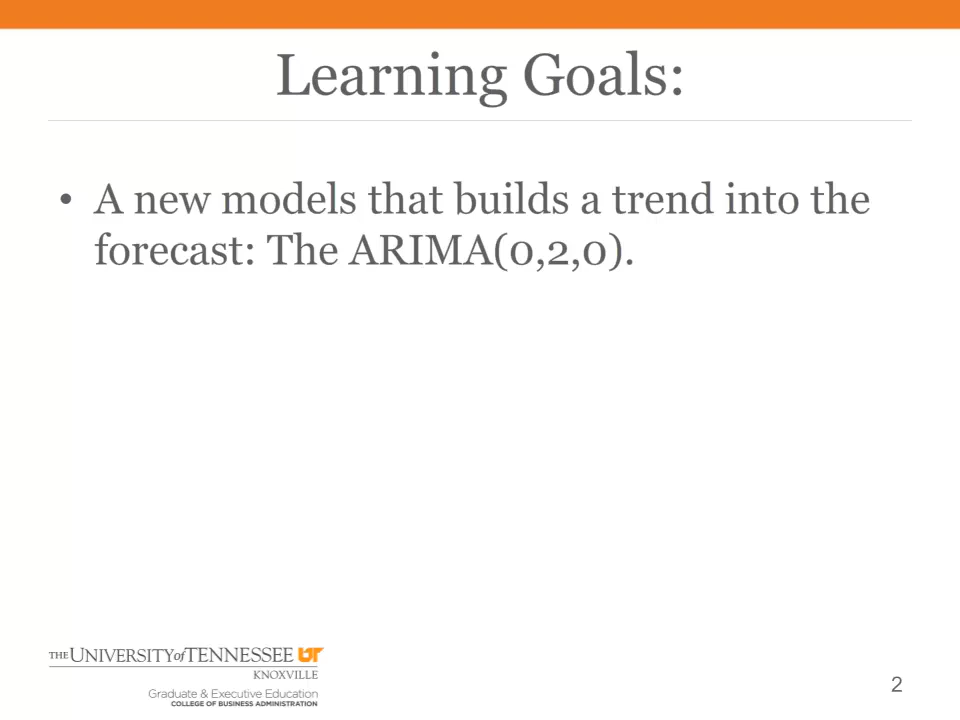 Learning Goals:
• A new models that builds a trend into the
forecast: The ARIMA(0,2,0).
THE UNIVERSITY of TENNESSEE UT
KNOXVILLE
Graduate & Executive Education
COLLEGE OF BUSINESS ADMINISTRATION
2